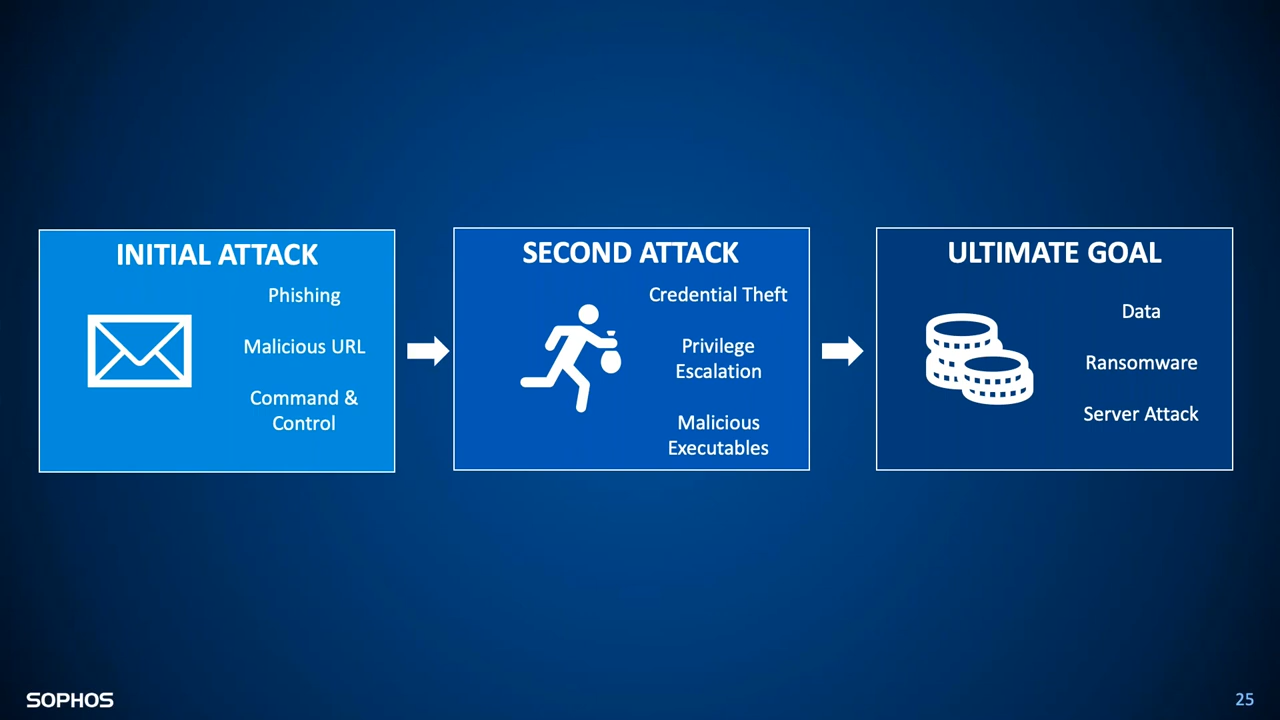 INITIAL ATTACK
Phishing
Malicious URL
Command &
Control
SECOND ATTACK
Credential Theft
Privilege
Escalation
Malicious
Executables
ULTIMATE GOAL
Data
Ransomware
Server Attack
SOPHOS
25